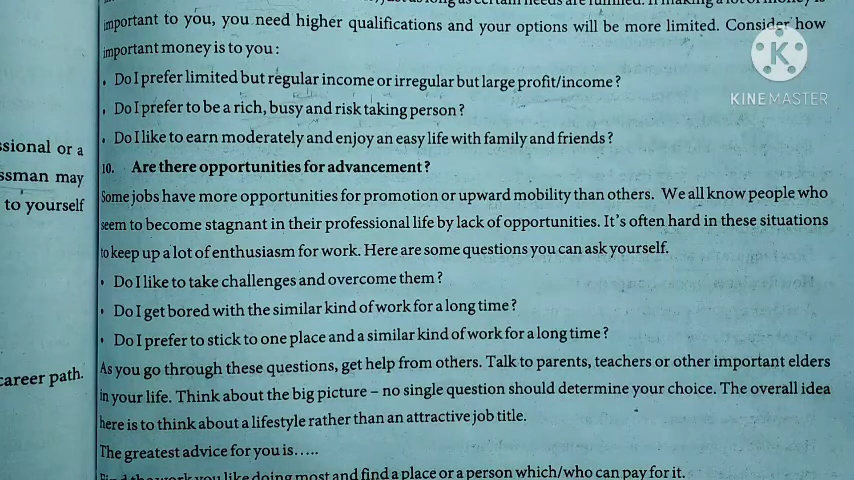 important to you, you need higher qualifications and your options will be more limited. Consider how
important money is to you :
• Do I prefer limited but regular income or irregular but large profit/income ?
• Do I prefer to be a rich, busy and risk taking person ?
• Do I like to earn moderately and enjoy an easy life with family and friends ?
10. Are there opportunities for advancement ?
Some jobs have more opportunities for promotion or upward mobility than others. We all know people who
seem to become stagnant in their professional life by lack of opportunities. It's often hard in these situations
to keep up a lot of enthusiasm for work. Here are some questions you can ask yourself.
• Do I like to take challenges and overcome them ?
• Do I get bored with the similar kind of work for a long time ?
• Do I prefer to stick to one place and a similar kind of work for a long time ?
As you go through these questions, get help from others. Talk to parents, teachers or other important elders
in your life. Think about the big picture – no single question should determine your choice. The overall idea
here is to think about a lifestyle rather than an attractive job title.
The greatest advice for you is.....
Find the work you like doing most and find a place or a person which/who can pay for it.
ssional or a
ssman may
to yourself
career path.
K
KINEMASTER